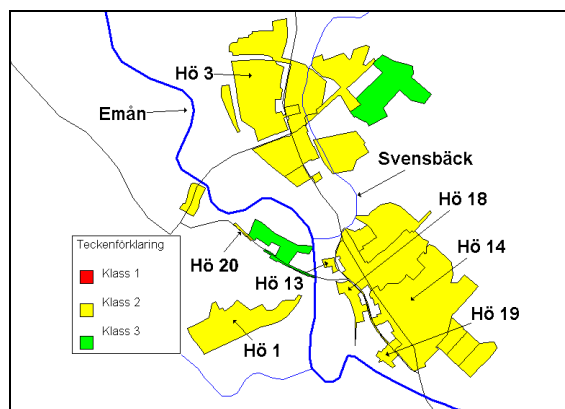 Hö 3
Emån
Svensbäck
Hö 18
Teckenförklaring
Klass 1
Klass 2
Klass 3
Hö 20
Hö 14
Hö 13
Hö 19
Hö 1